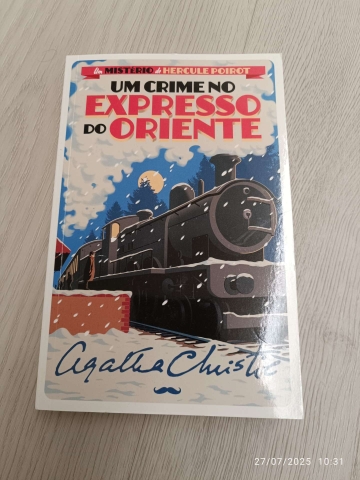 Um MISTÉRIO de HERCULE POIROT
UM CRIME NO
EXPRESSO
DO ORIENTE
Agatha Christie
27/07/2025 10:31